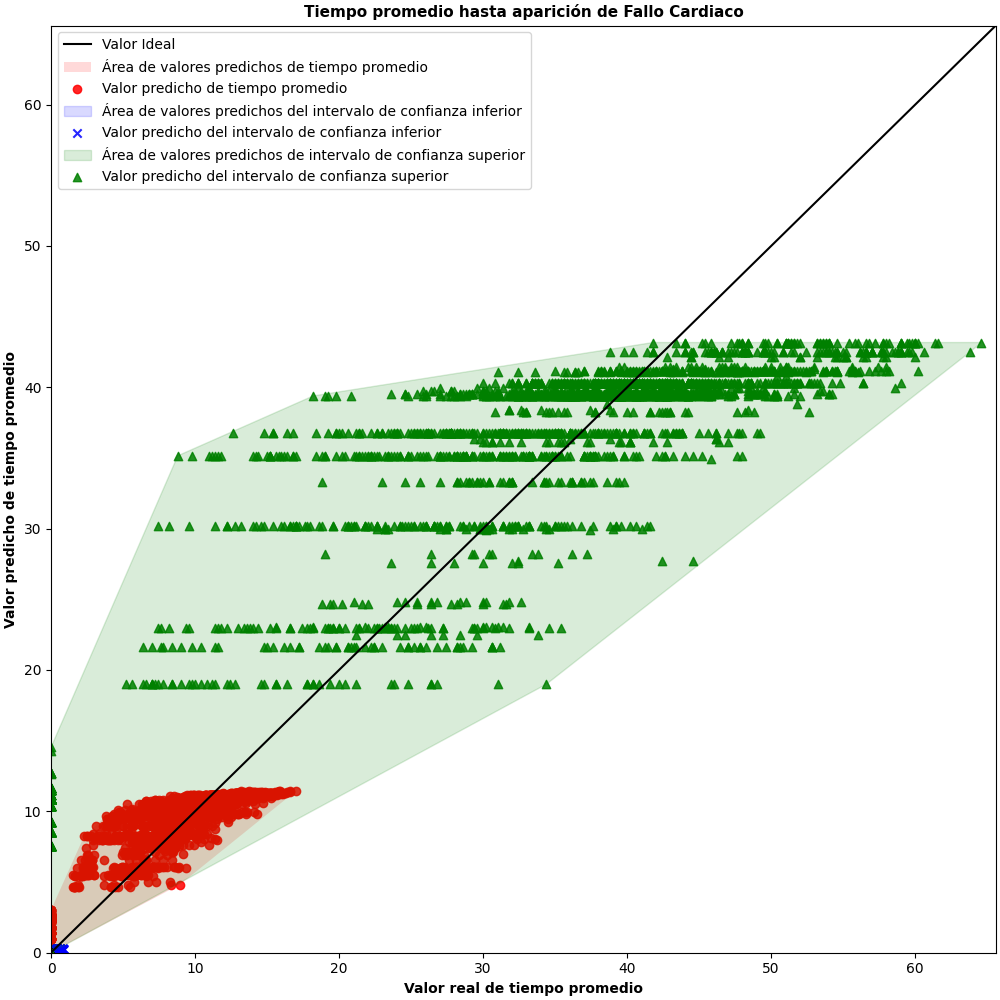 Tiempo promedio hasta aparición de Fallo Cardiaco
Valor Ideal
Área de valores predichos de tiempo promedio
Valor predicho de tiempo promedio
Área de valores predichos del intervalo de confianza inferior
Valor predicho del intervalo de confianza inferior
Área de valores predichos de intervalo de confianza superior
Valor predicho del intervalo de confianza superior
Valor predicho de tiempo promedio
60
50
40
30
20
10
0
0 10 20 30 40 50 60
Valor real de tiempo promedio